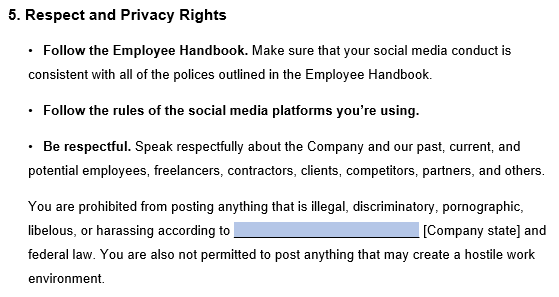 5. Respect and Privacy Rights
• Follow the Employee Handbook. Make sure that your social media conduct is
consistent with all of the polices outlined in the Employee Handbook.
• Follow the rules of the social media platforms you’re using.
• Be respectful. Speak respectfully about the Company and our past, current, and
potential employees, freelancers, contractors, clients, competitors, partners, and others.
You are prohibited from posting anything that is illegal, discriminatory, pornographic,
libelous, or harassing according to ____________________________ [Company state] and
federal law. You are also not permitted to post anything that may create a hostile work
environment.